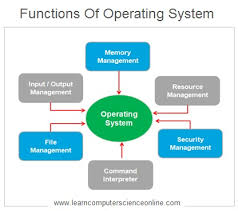 Functions Of Operating System
Memory
Management
Input / Output
Management
Resource
Management
Operating
System
File
Management
Security
Management
Command
Interpreter
www.learncomputerscienceonline.com